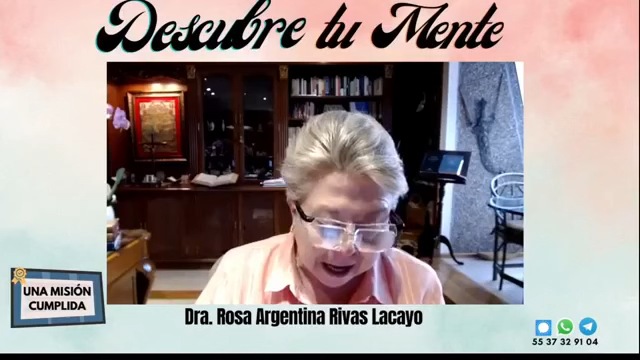 Descubre tu Mente
UNA MISIÓN
CUMPLIDA
Dra. Rosa Argentina Rivas Lacayo
55 37 32 91 04